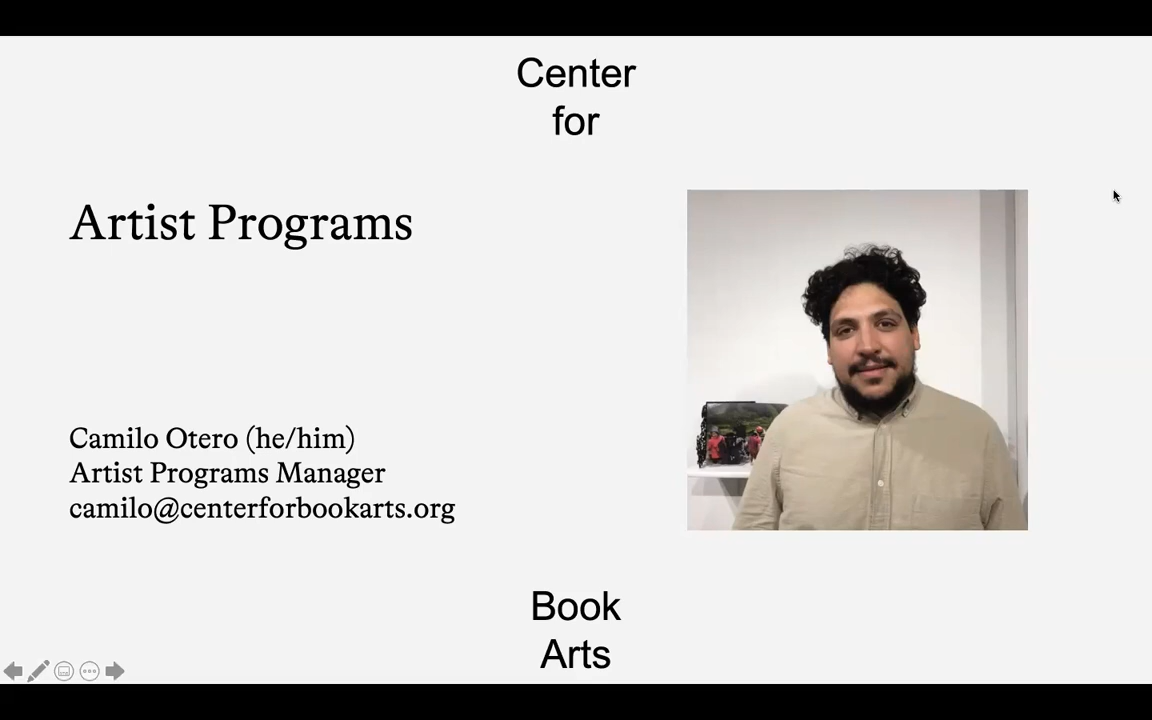 Center
for
Artist Programs
Camilo Otero (he/him)
Artist Programs Manager
camilo@centerforbookarts.org
Book
Arts